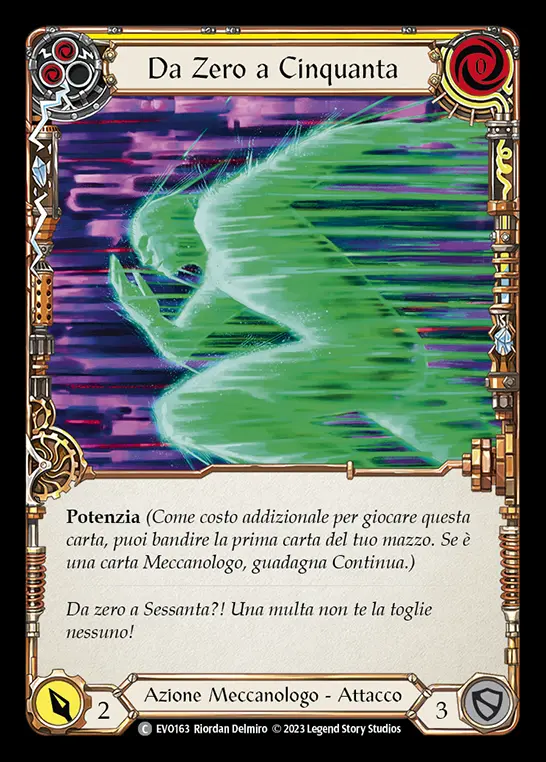 Da Zero a Cinquanta
0
Potenzia (Come costo addizionale per giocare questa
carta, puoi bandire la prima carta del tuo mazzo. Se è
una carta Meccanologo, guadagna Continua.)
Da zero a Sessanta?! Una multa non te la toglie
nessuno!
2
Azione Meccanologo - Attacco
3
C EVO163 Riordan Delmiro © 2023 Legend Story Studios